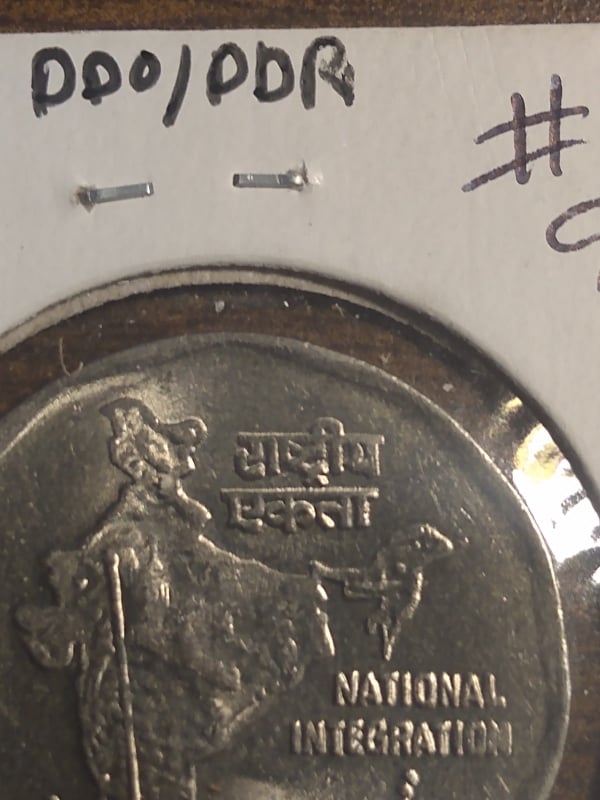 DDO/DDR
#
राष्ट्रीय
एकता
NATIONAL
INTEGRATION